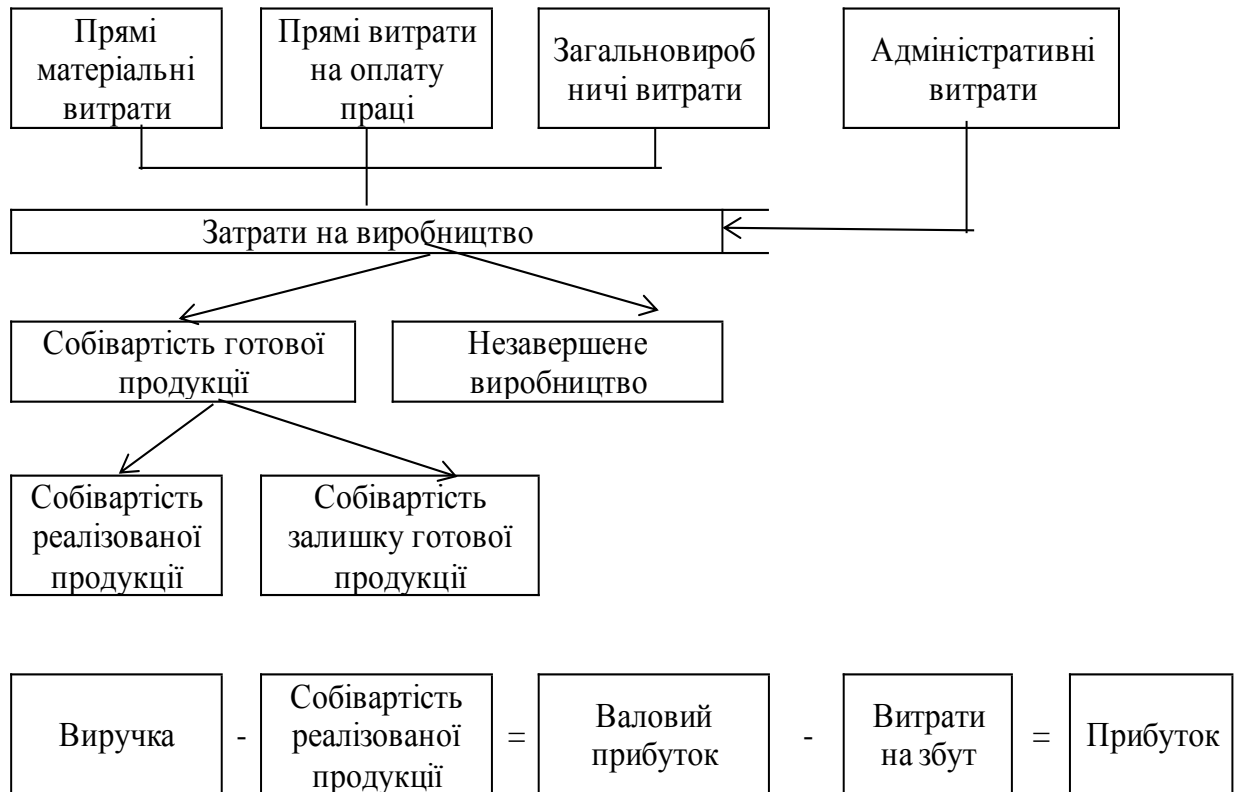 Прямі
матеріальні
витрати
Прямі витрати
на оплату
праці
Загальновироб
ничі витрати
Адміністративні
витрати
Затрати на виробництво
Собівартість готової
продукції
Незавершене
виробництво
Собівартість
реалізованої
продукції
Собівартість
залишку готової
продукції
Виручка
-
Собівартість
реалізованої
продукції
=
Валовий
прибуток
-
Витрати
на збут
=
Прибуток